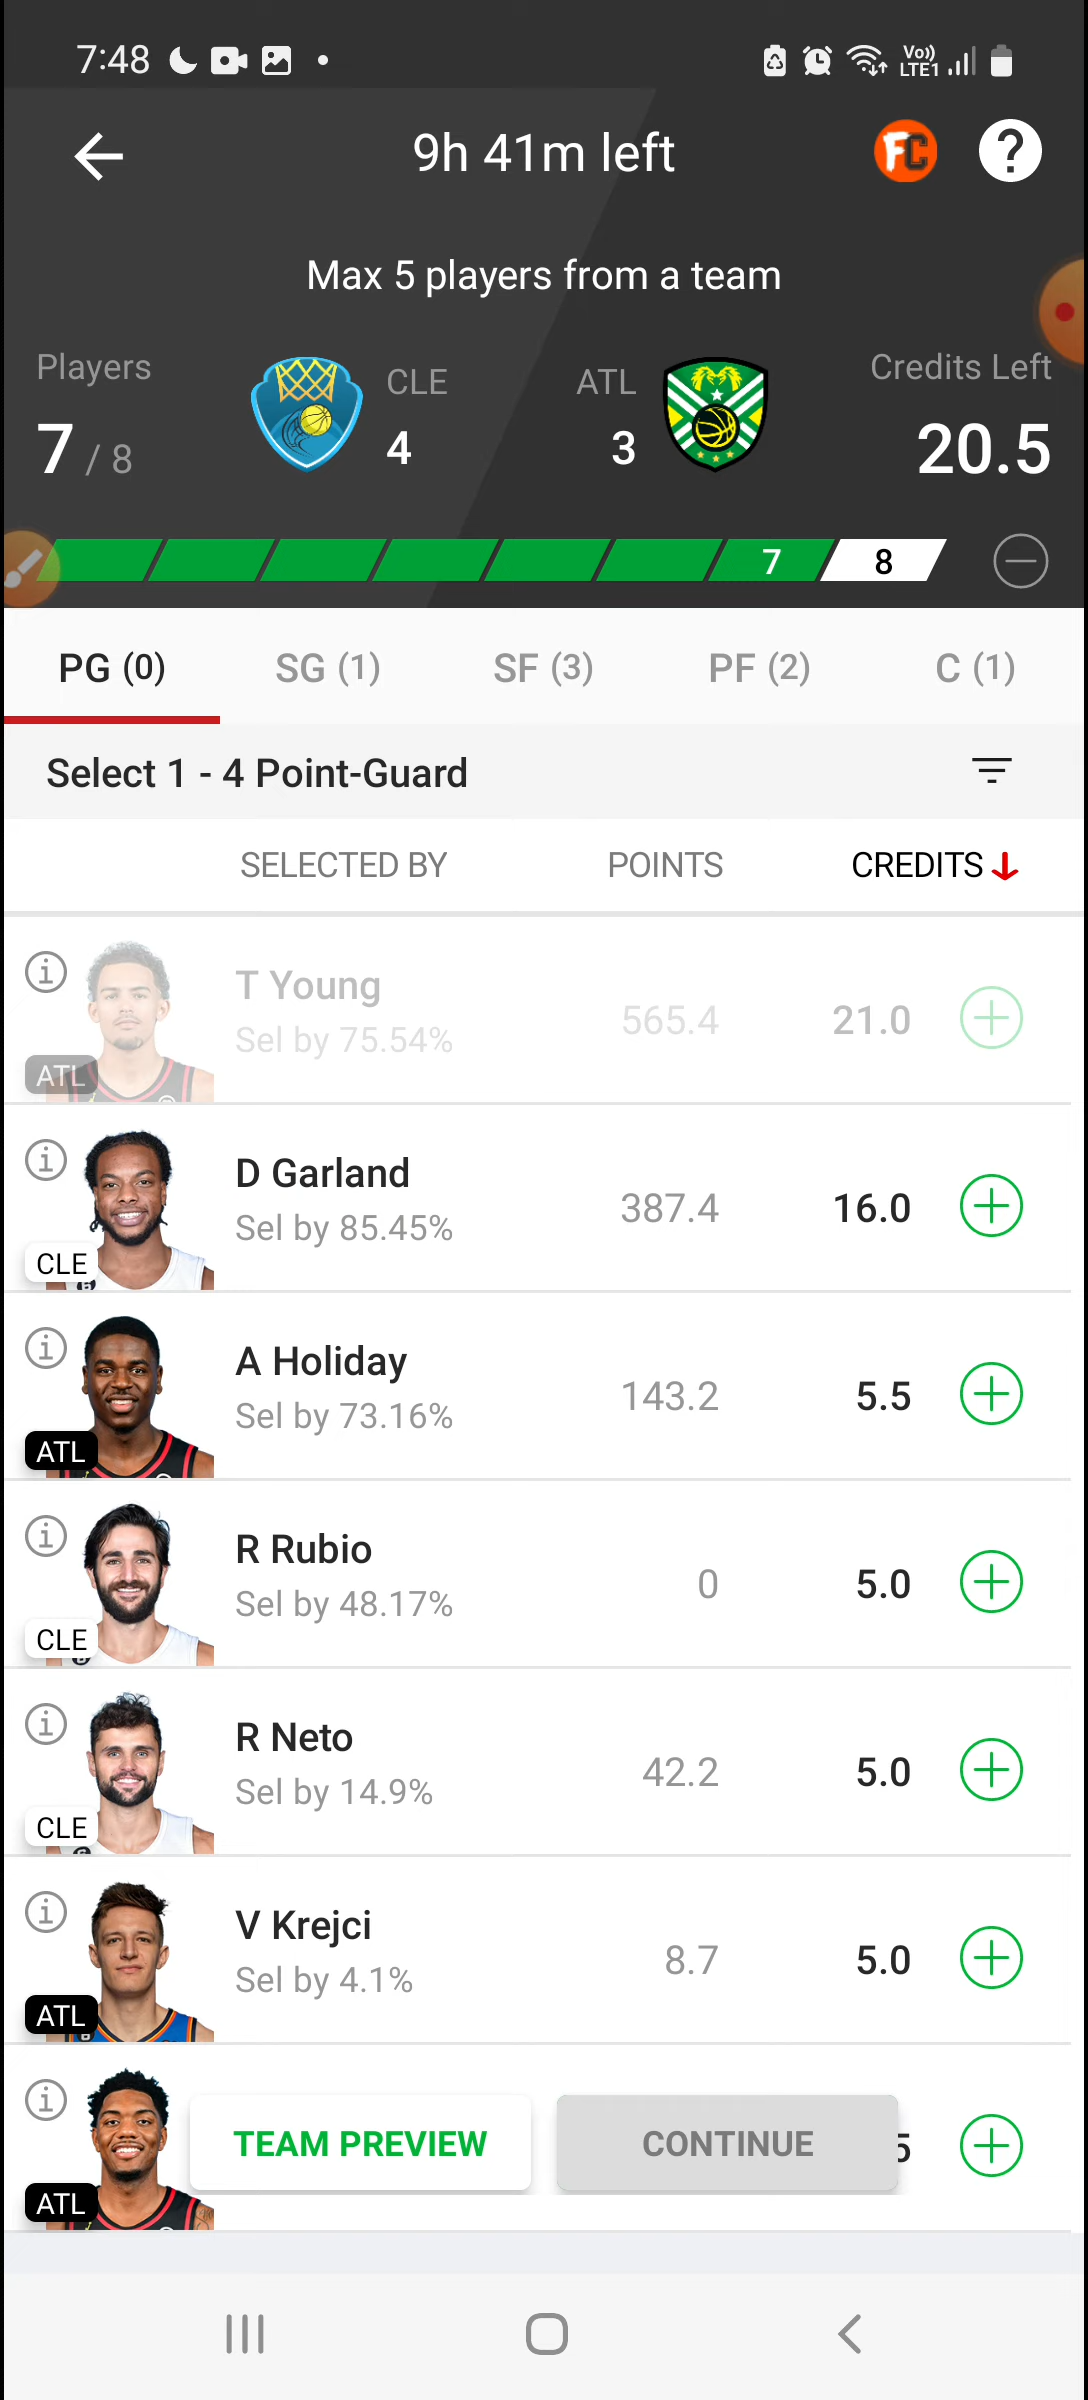 7:48
Vo)) LTE1
9h 41m left
FC
?
Max 5 players from a team
Players
CLE
ATL
Credits Left
7 / 8
4
3
20.5
7
8
PG (0)
SG (1)
SF (3)
PF (2)
C (1)
Select 1 - 4 Point-Guard
SELECTED BY
POINTS
CREDITS
T Young
Sel by 75.54%
565.4
21.0
ATL
D Garland
Sel by 85.45%
387.4
16.0
CLE
A Holiday
Sel by 73.16%
143.2
5.5
ATL
R Rubio
Sel by 48.17%
0
5.0
CLE
R Neto
Sel by 14.9%
42.2
5.0
CLE
V Krejci
Sel by 4.1%
8.7
5.0
ATL
TEAM PREVIEW
CONTINUE
5
ATL